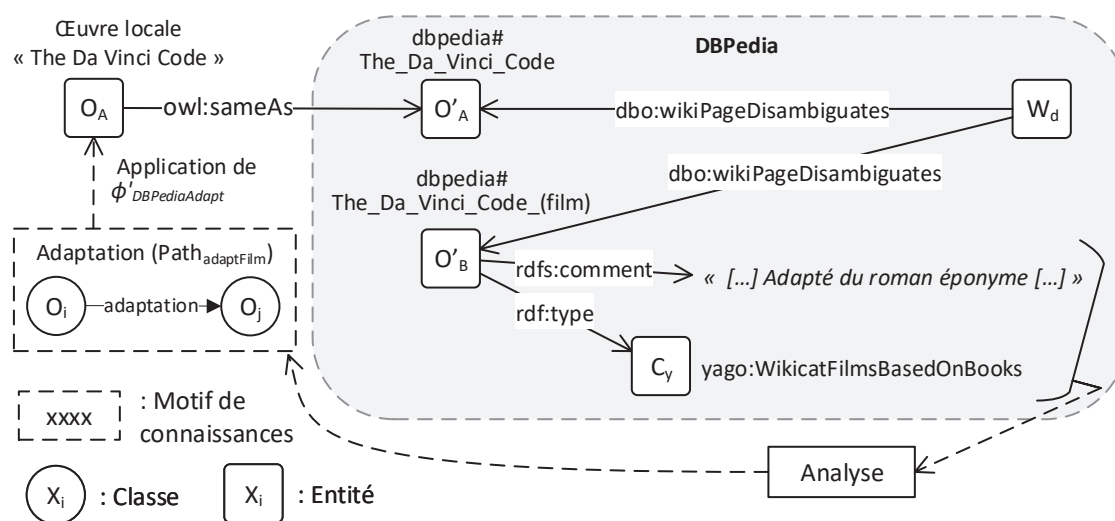 Œuvre locale
« The Da Vinci Code »
O_A
owl:sameAs
dbpedia#
The_Da_Vinci_Code
O'_A
DBPedia
dbo:wikiPageDisambiguates
W_d
dbo:wikiPageDisambiguates
Application de
ϕ'_DBPediaAdapt
dbpedia#
The_Da_Vinci_Code_(film)
O'_B
Adaptation (Path_adaptFilm)
O_i
adaptation
O_j
rdfs:comment
« […] Adapté du roman éponyme […] »
rdf:type
C_y
yago:WikicatFilmsBasedOnBooks
xxxx
: Motif de
connaissances
Analyse
X_i
: Classe
X_i
: Entité